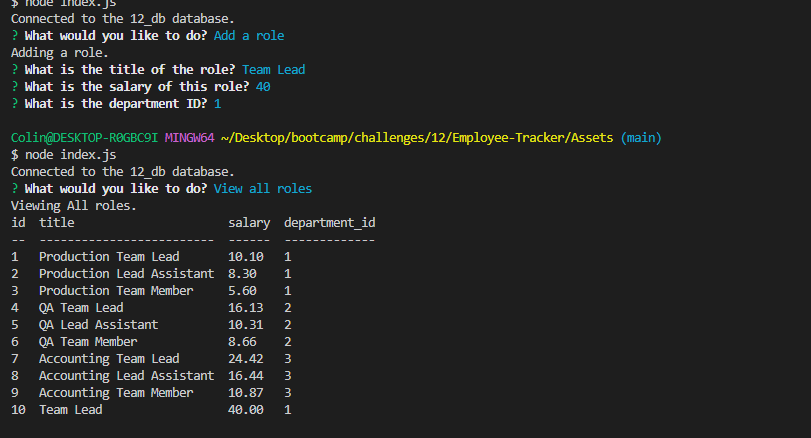 $ node index.js
Connected to the 12_db database.
? What would you like to do? Add a role
Adding a role.
? What is the title of the role? Team Lead
? What is the salary of this role? 40
? What is the department ID? 1
Colin@DESKTOP-R0GBC9I MINGW64 ~/Desktop/bootcamp/challenges/12/Employee-Tracker/Assets (main)
$ node index.js
Connected to the 12_db database.
? What would you like to do? View all roles
Viewing All roles.
id  title                      salary  department_id
--  -------------------------  ------  -------------
1   Production Team Lead       10.10   1
2   Production Lead Assistant  8.30    1
3   Production Team Member     5.60    1
4   QA Team Lead               16.13   2
5   QA Lead Assistant          10.31   2
6   QA Team Member             8.66    2
7   Accounting Team Lead       24.42   3
8   Accounting Lead Assistant  16.44   3
9   Accounting Team Member     10.87   3
10  Team Lead                  40.00   1